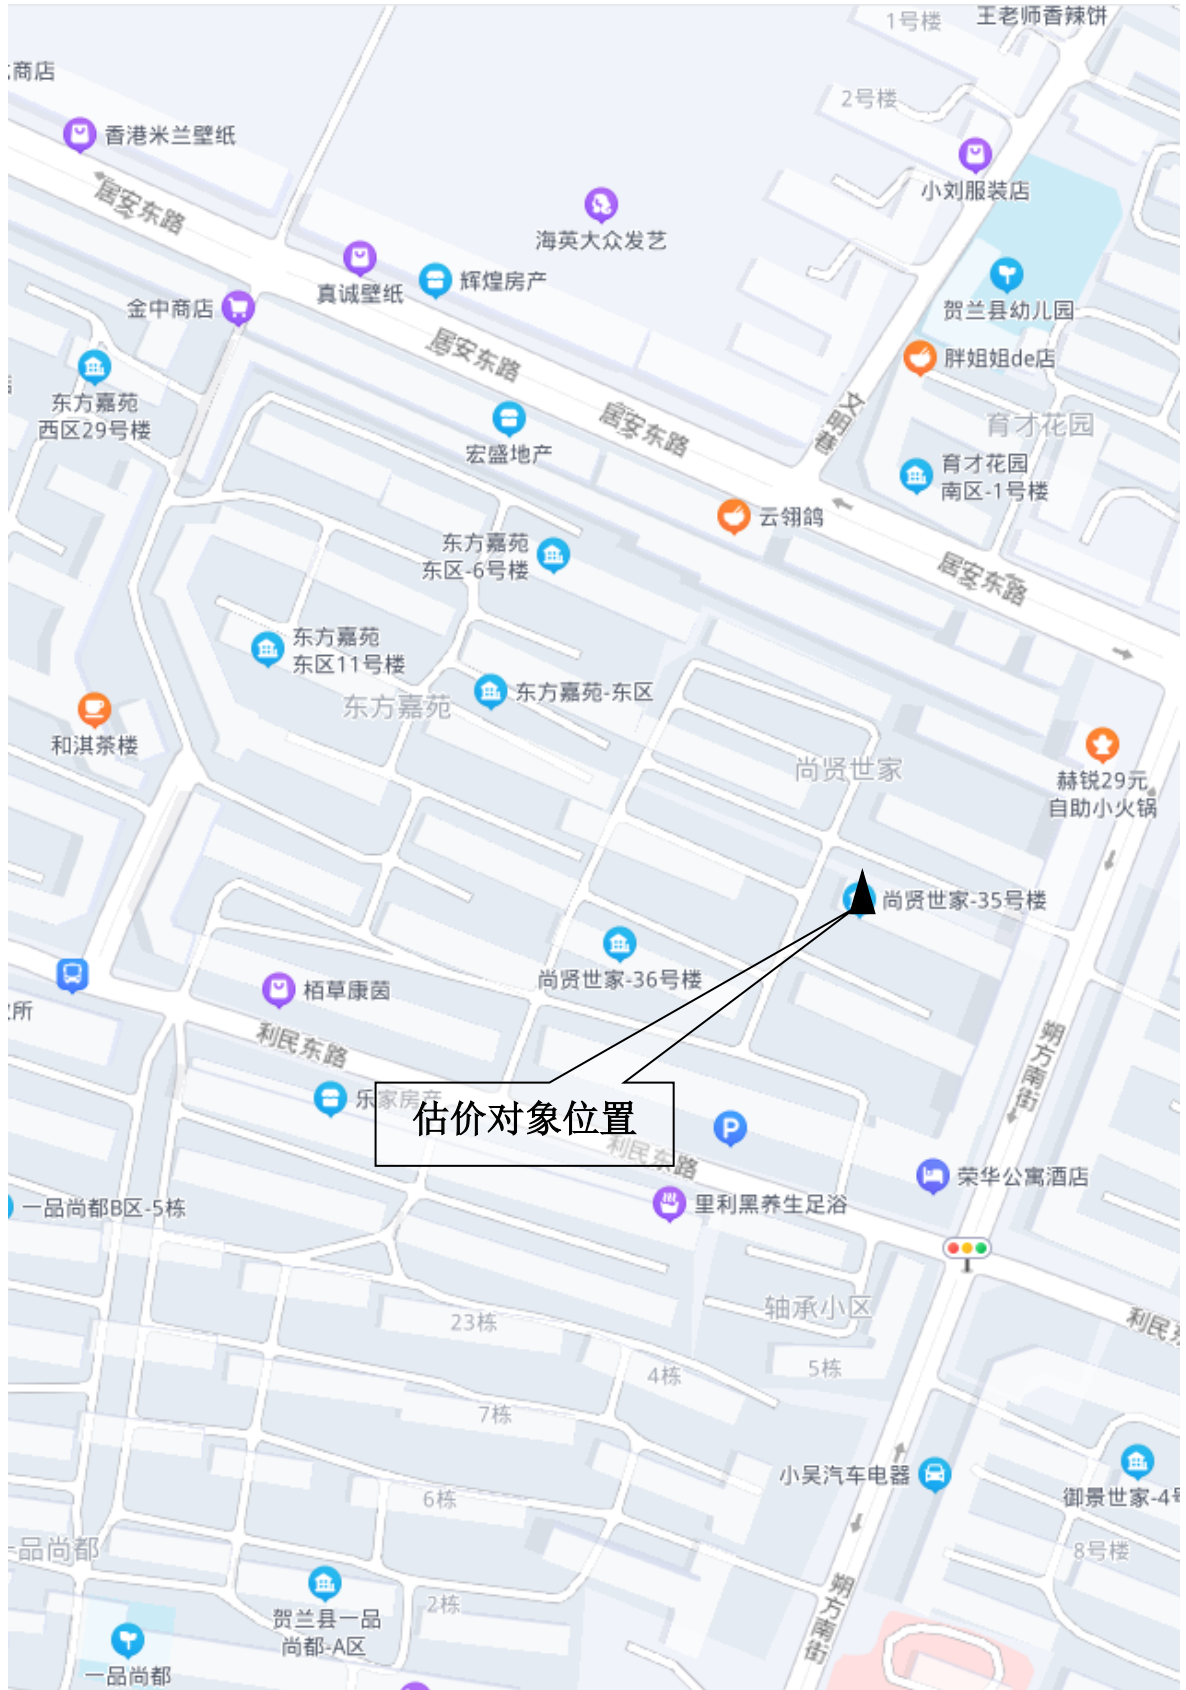 1号楼
王老师香辣饼
商店
2号楼
香港米兰壁纸
居安东路
小刘服装店
海英大众发艺
真诚壁纸
辉煌房产
金中商店
贺兰县幼儿园
居安东路
胖姐姐de店
东方嘉苑
西区29号楼
文明巷
居安东路
育才花园
宏盛地产
育才花园
南区-1号楼
云翎鸽
东方嘉苑
东区-6号楼
居安东路
东方嘉苑
东区11号楼
东方嘉苑-东区
东方嘉苑
和淇茶楼
尚贤世家
赫锐29元
自助小火锅
尚贤世家-35号楼
尚贤世家-36号楼
栢草康茵
所
利民东路
朔方南街
乐家房产
估价对象位置
利民东路
荣华公寓酒店
里利黑养生足浴
一品尚都B区-5栋
轴承小区
利民东
23栋
4栋
5栋
7栋
小吴汽车电器
6栋
御景世家-4号
品尚都
8号楼
朔方南街
2栋
贺兰县一品
尚都-A区
一品尚都